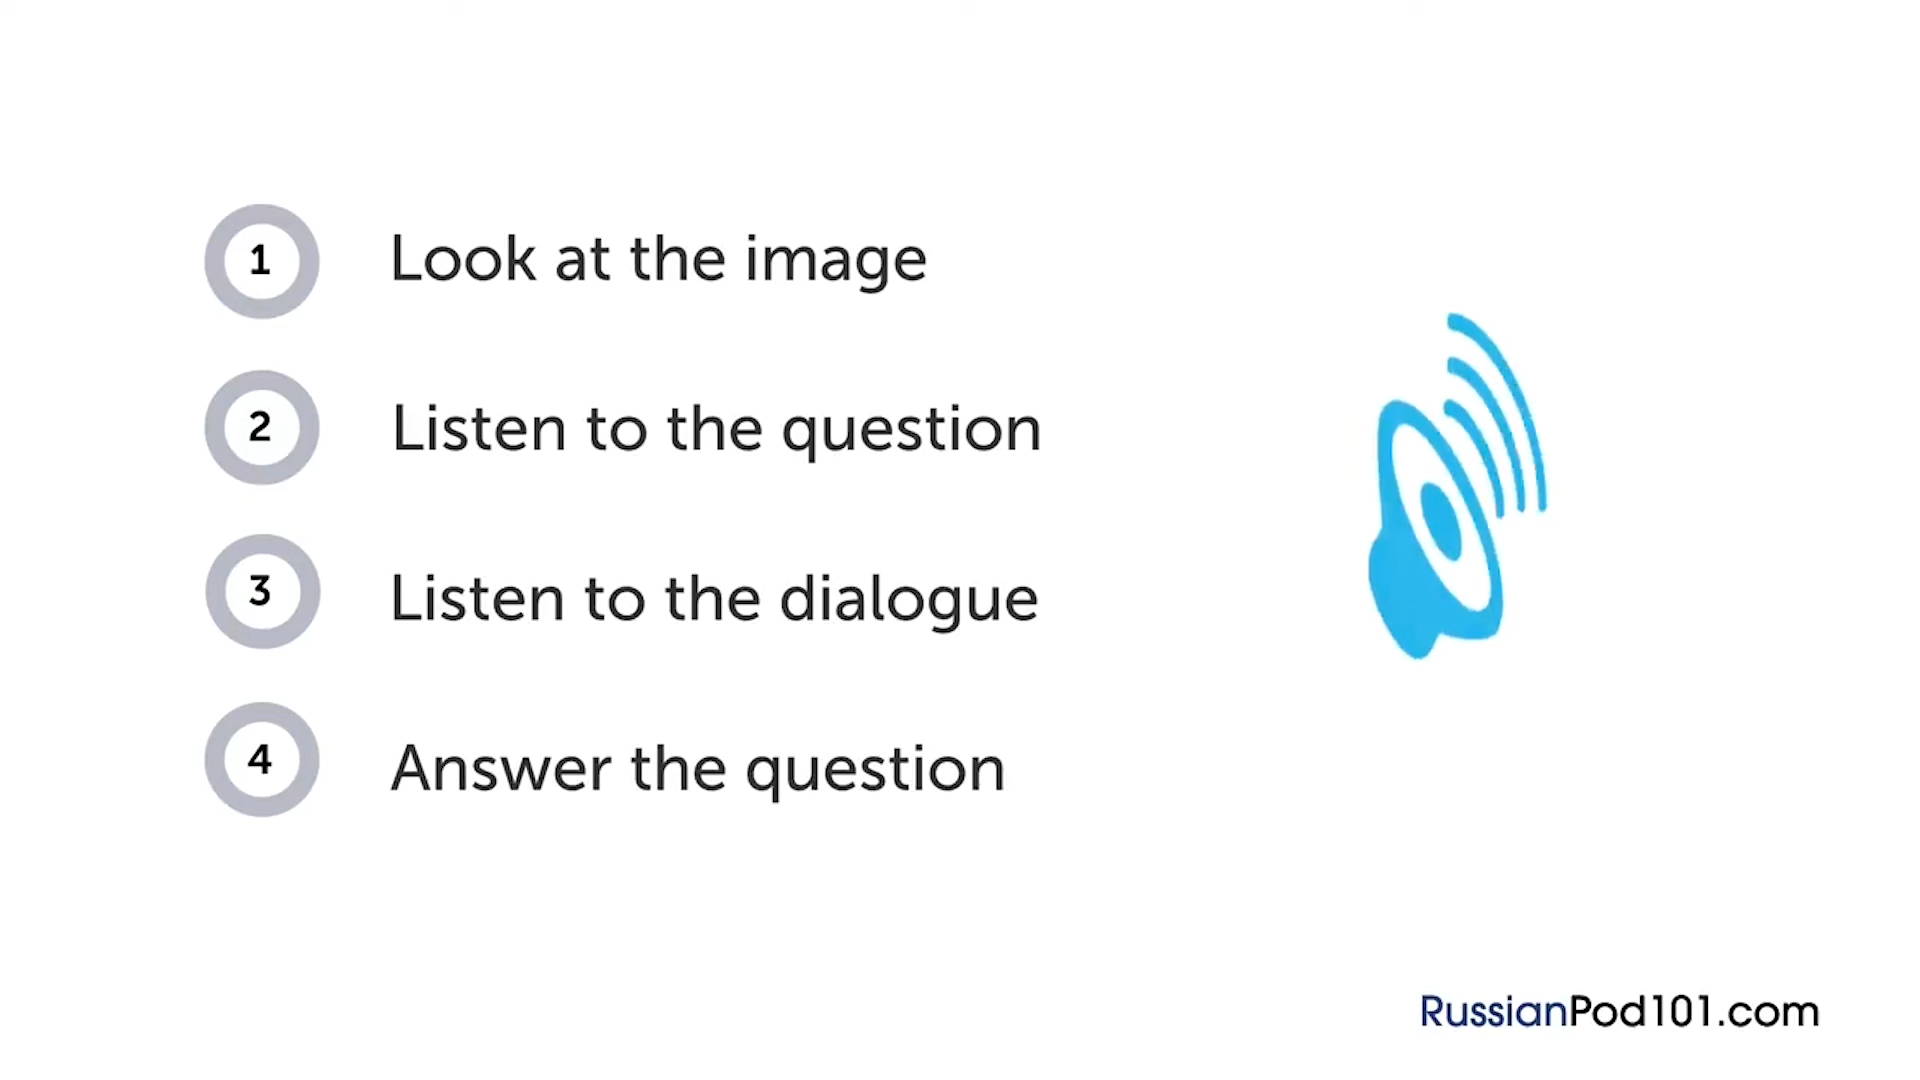 1 Look at the image
2 Listen to the question
3 Listen to the dialogue
4 Answer the question
RussianPod101.com